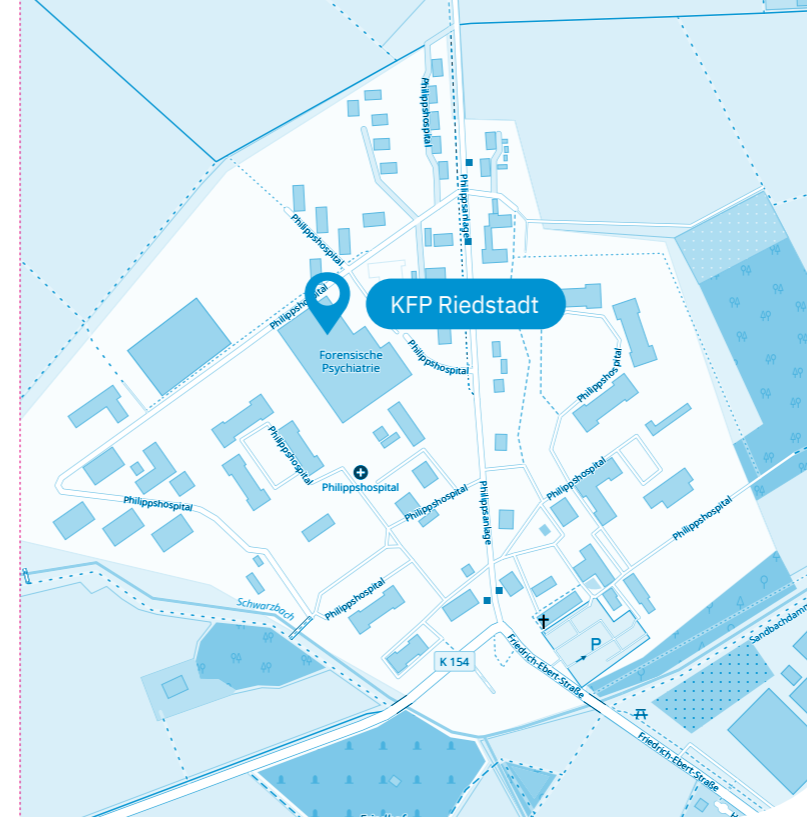 Philippshospital
Philippsanlage
Philippshospital
KFP Riedstadt
Philippshospital
Forensische
Psychiatrie
Philippshospital
Philippshospital
Philippshospital
Philippshospital
Philippshospital
Philippshospital
Philippshospital
Philippsanlage
Philippshospital
Philippshospital
Schwarzbach
Philippshospital
Sandbachdamm
P
K 154
Friedrich-Ebert-Straße
Friedrich-Ebert-Straße